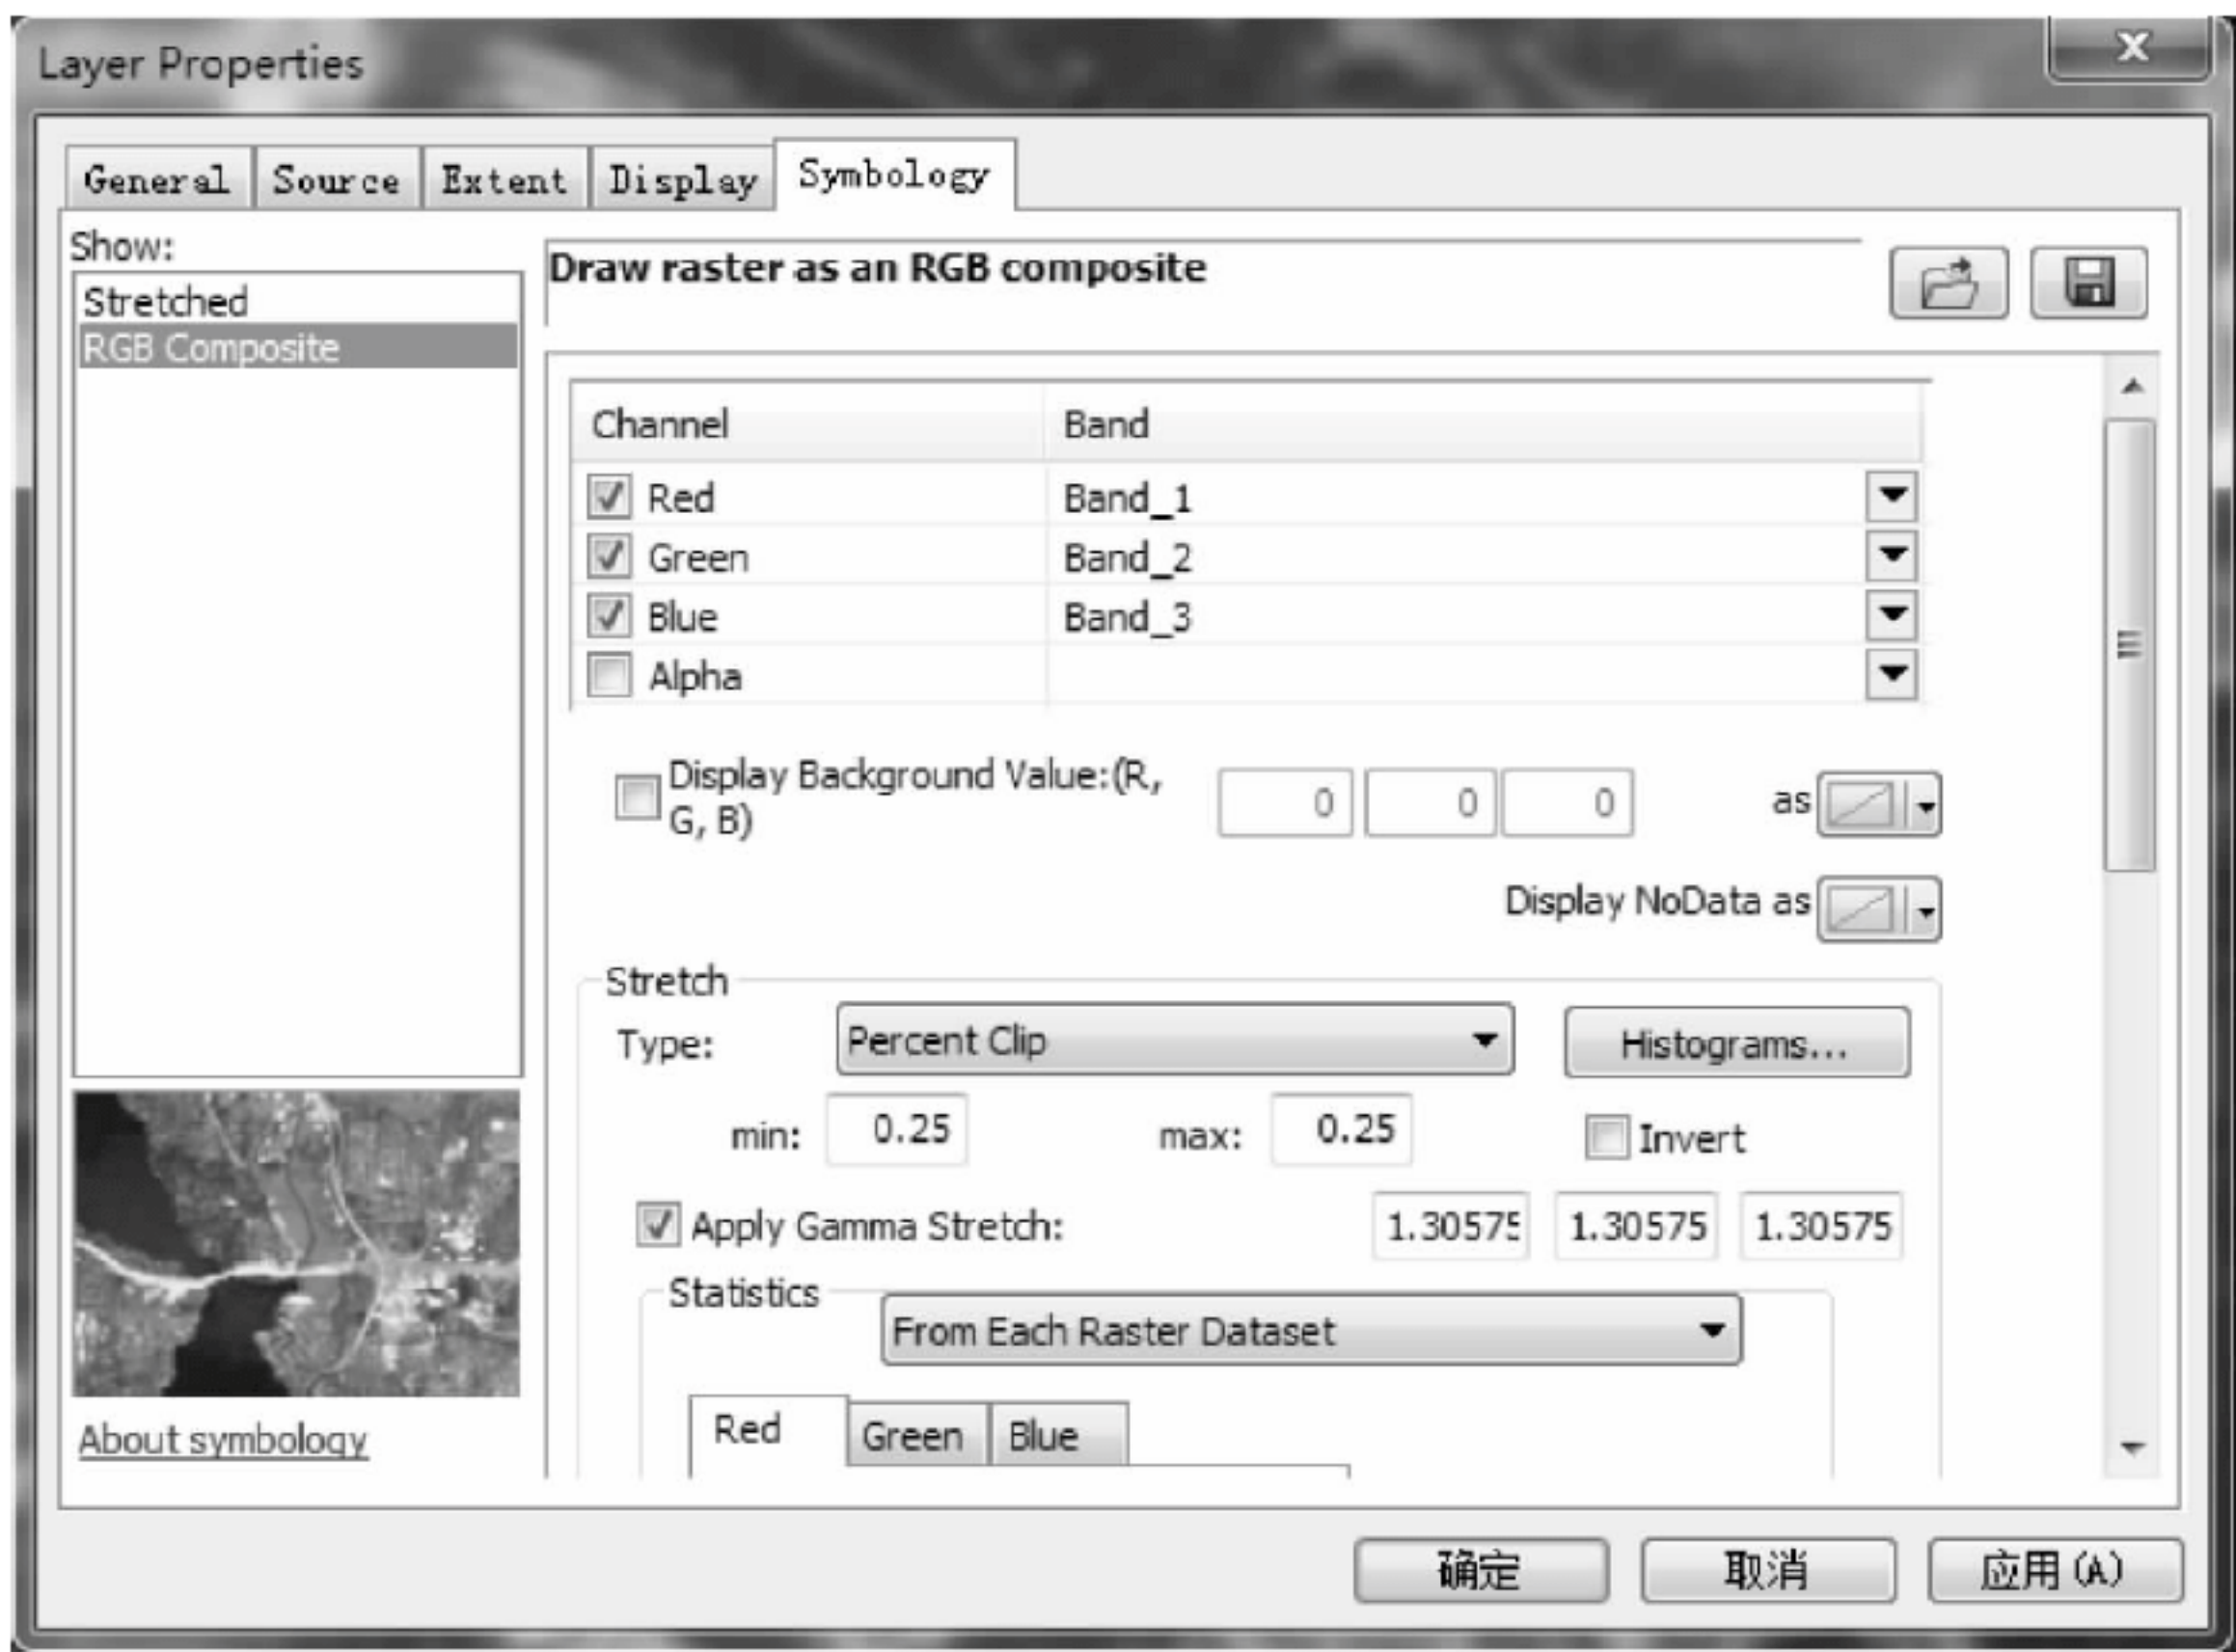 Layer Properties
General Source Extent Display Symbology
Show:
Stretched
RGB Composite
Draw raster as an RGB composite
Channel Band
Red Band_1
Green Band_2
Blue Band_3
Alpha
Display Background Value:(R,
G, B) 0 0 0 as
Display NoData as
Stretch
Type: Percent Clip Histograms...
min: 0.25 max: 0.25 Invert
Apply Gamma Stretch: 1.30575 1.30575 1.30575
Statistics
From Each Raster Dataset
Red Green Blue
About symbology
确定 取消 应用(A)